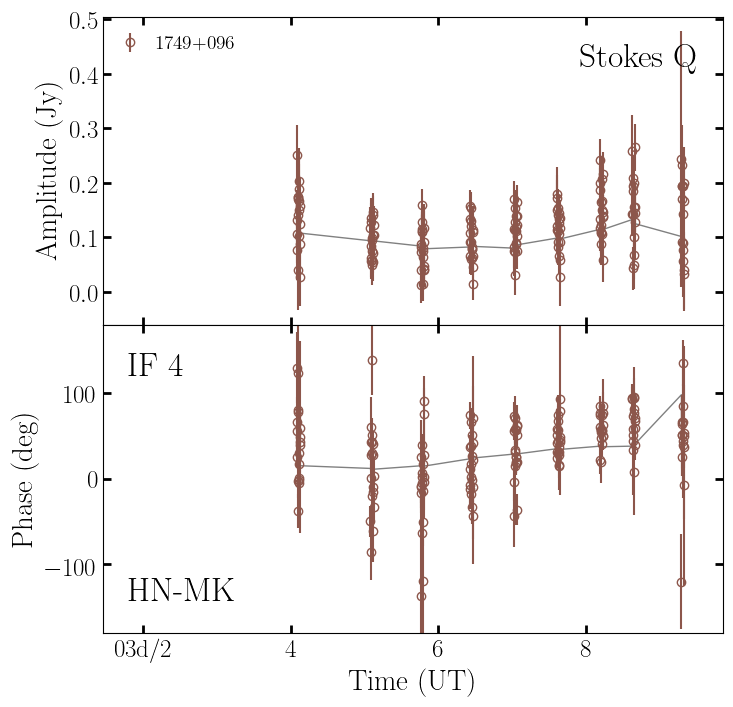 0.5
1749+096
Stokes Q
0.4
0.3
0.2
0.1
0.0
Amplitude (Jy)
IF 4
100
0
−100
Phase (deg)
HN-MK
03d/2
4
6
8
Time (UT)